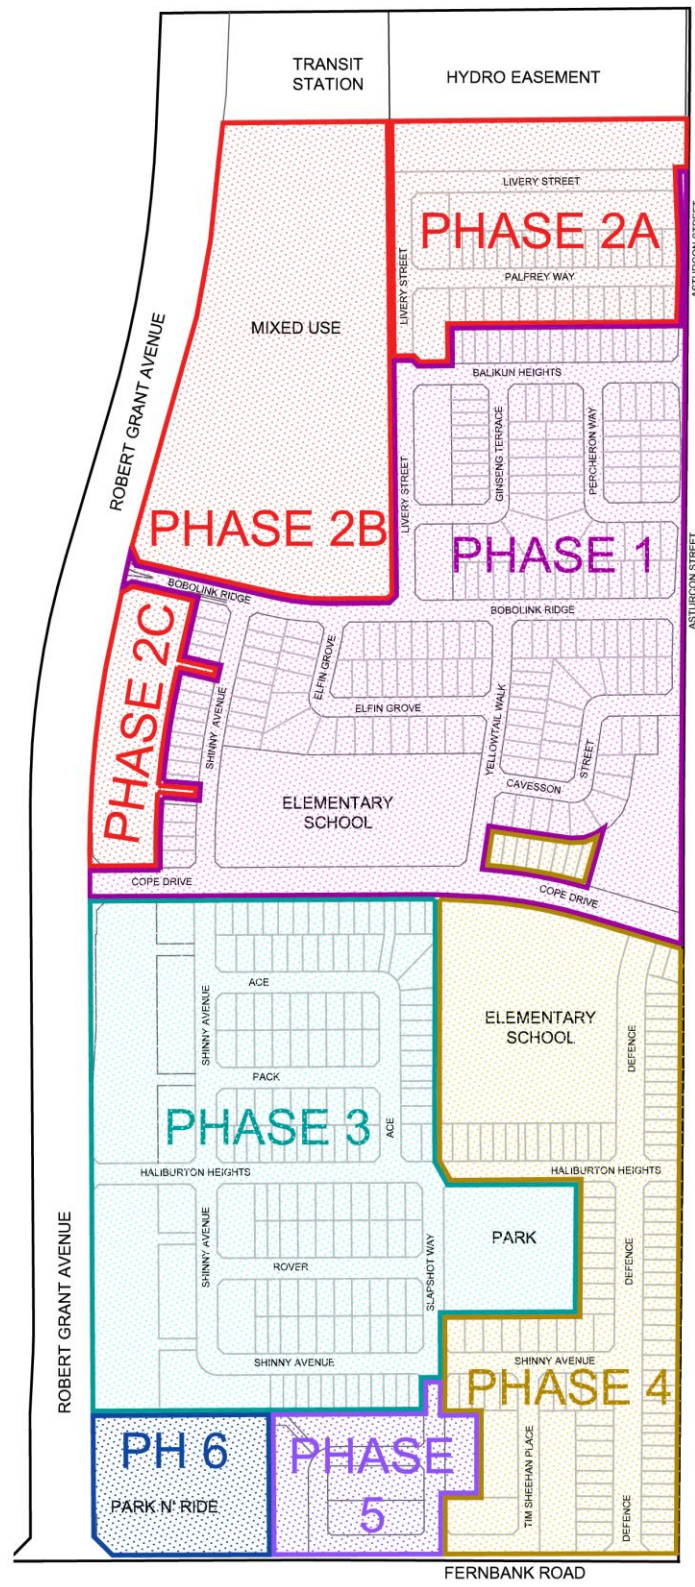 TRANSIT
STATION
HYDRO EASEMENT
LIVERY STREET
PHASE 2A
ASTURCON STREET
LIVERY STREET
PALFREY WAY
MIXED USE
ROBERT GRANT AVENUE
BALIKUN HEIGHTS
GINSENG TERRACE
PERCHERON WAY
LIVERY STREET
PHASE 2B
PHASE 1
ASTURCON STREET
BOBOLINK RIDGE
BOBOLINK RIDGE
PHASE 2C
ELFIN GROVE
SHINNY AVENUE
ELFIN GROVE
YELLOWTAIL WALK
STREET
CAVESSON
ELEMENTARY
SCHOOL
COPE DRIVE
COPE DRIVE
ACE
SHINNY AVENUE
ELEMENTARY
SCHOOL
DEFENCE
PACK
PHASE 3
ACE
HALIBURTON HEIGHTS
HALIBURTON HEIGHTS
ROBERT GRANT AVENUE
SHINNY AVENUE
SLAPSHOT WAY
PARK
DEFENCE
ROVER
SHINNY AVENUE
SHINNY AVENUE
PHASE 4
PH 6
PHASE
5
PARK N' RIDE
TIM SHEEHAN PLACE
DEFENCE
FERNBANK ROAD